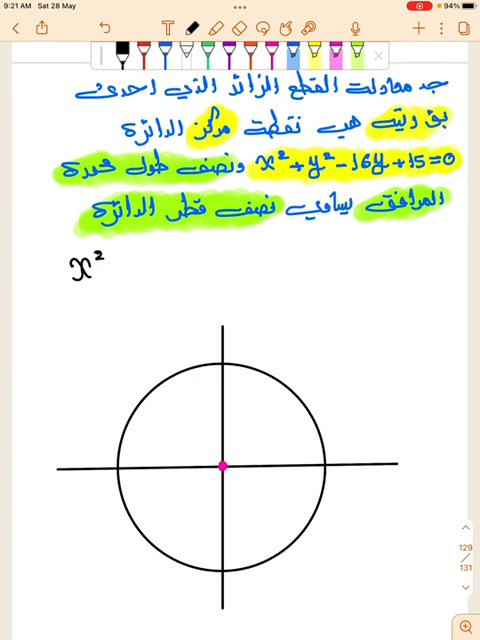 9:21 AM Sat 28 May
94%
جد معادلة القطع الزائد الذي احدى
بؤرتيه هي نقطة مركز الدائرة
x² + y² - 16y + 15 = 0 ونصف طول محوره
المرافق يساوي نصف قطر الدائرة
x²
129
131